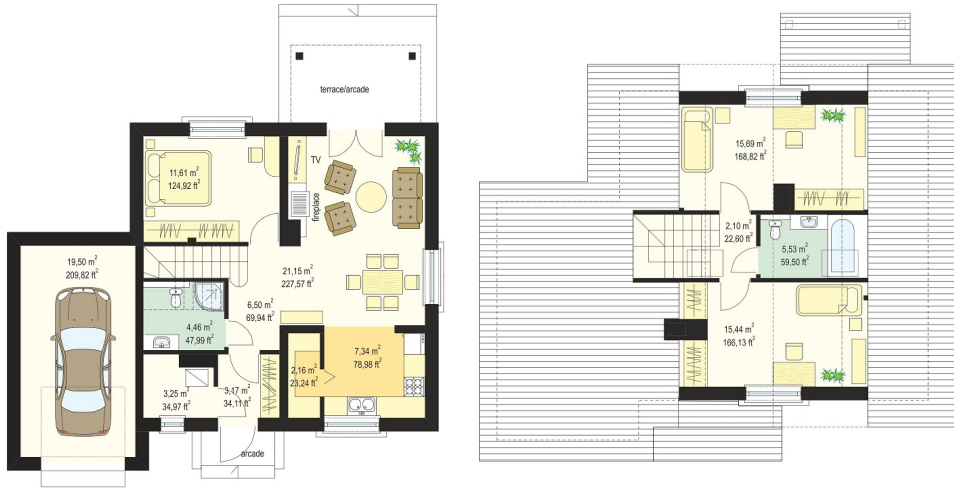 terrace/arcade
11,61 m²
124,92 ft²
TV
fireplace
19,50 m²
209,82 ft²
21,15 m²
227,57 ft²
6,50 m²
69,94 ft²
4,46 m²
47,99 ft²
7,34 m²
78,98 ft²
2,16 m²
23,24 ft²
3,25 m²
34,97 ft²
3,17 m²
34,11 ft²
arcade
15,69 m²
168,82 ft²
2,10 m²
22,60 ft²
5,53 m²
59,50 ft²
15,44 m²
166,13 ft²